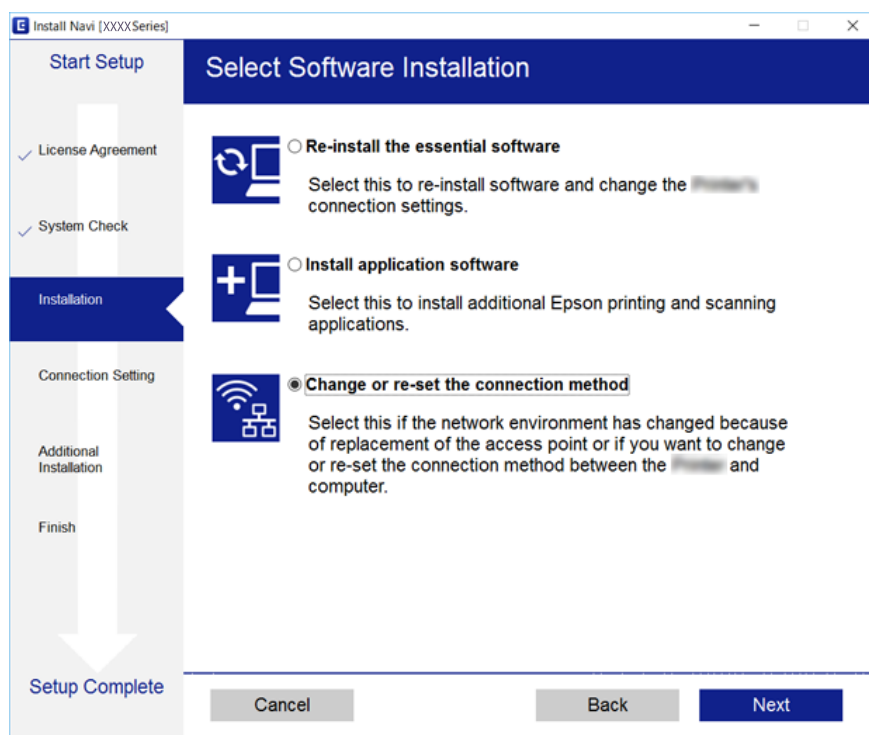 Install Navi [XXXX Series]
Start Setup
License Agreement
System Check
Installation
Connection Setting
Additional
Installation
Finish
Setup Complete
Select Software Installation
Re-install the essential software
Select this to re-install software and change the
connection settings.
Install application software
Select this to install additional Epson printing and scanning
applications.
Change or re-set the connection method
Select this if the network environment has changed because
of replacement of the access point or if you want to change
or re-set the connection method between the and
computer.
Cancel
Back
Next